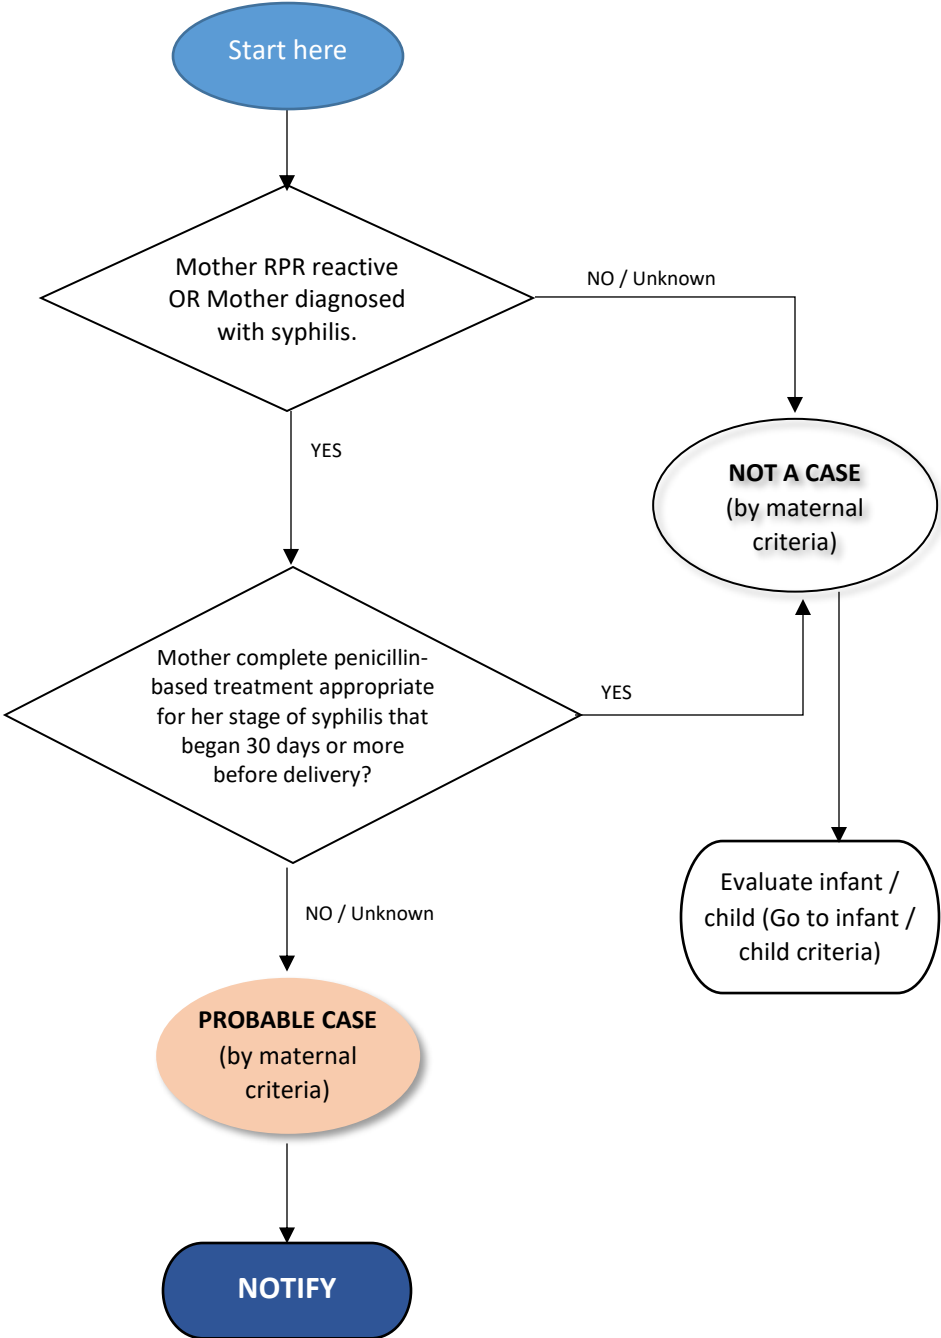 Start here
Mother RPR reactive
OR Mother diagnosed
with syphilis.
NO / Unknown
YES
NOT A CASE
(by maternal
criteria)
Mother complete penicillin-
based treatment appropriate
for her stage of syphilis that
began 30 days or more
before delivery?
YES
NO / Unknown
Evaluate infant /
child (Go to infant /
child criteria)
PROBABLE CASE
(by maternal
criteria)
NOTIFY